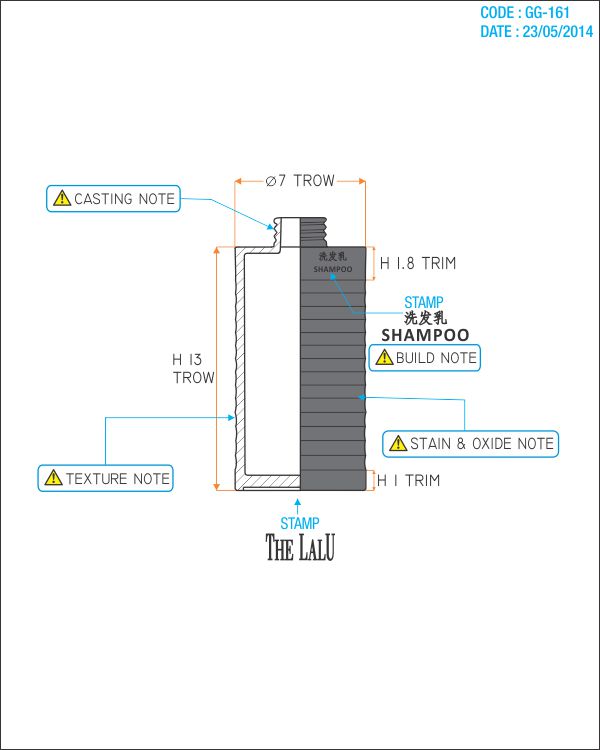 CODE : GG-161
DATE : 23/05/2014
⌀7 TROW
CASTING NOTE
洗发乳
SHAMPOO
H 1.8 TRIM
STAMP
洗发乳
SHAMPOO
BUILD NOTE
H 13
TROW
STAIN & OXIDE NOTE
TEXTURE NOTE
H 1 TRIM
STAMP
THE LALU